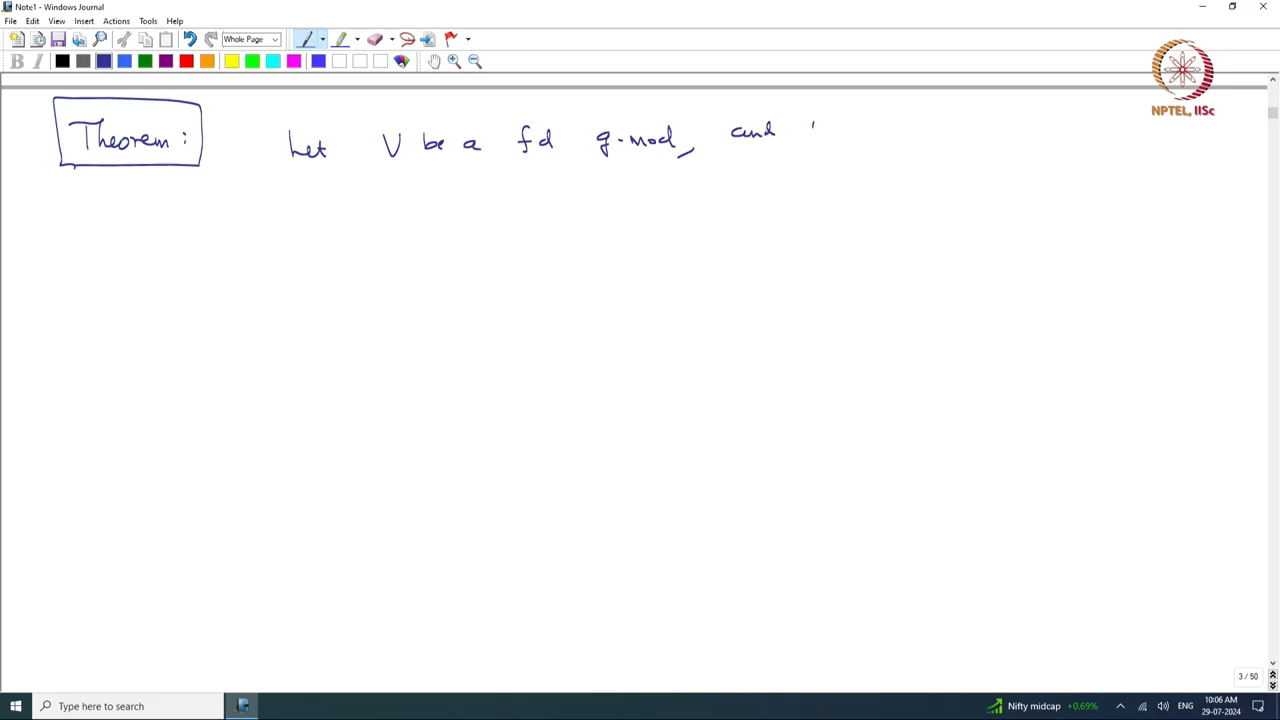 Note1 - Windows Journal
File Edit View Insert Actions Tools Help
Whole Page
B I
NPTEL, IISc
Theorem: Let V be a fd g-mod, and
3 / 50
Type here to search
Nifty midcap +0.69% ENG 10:06 AM
29-07-2024